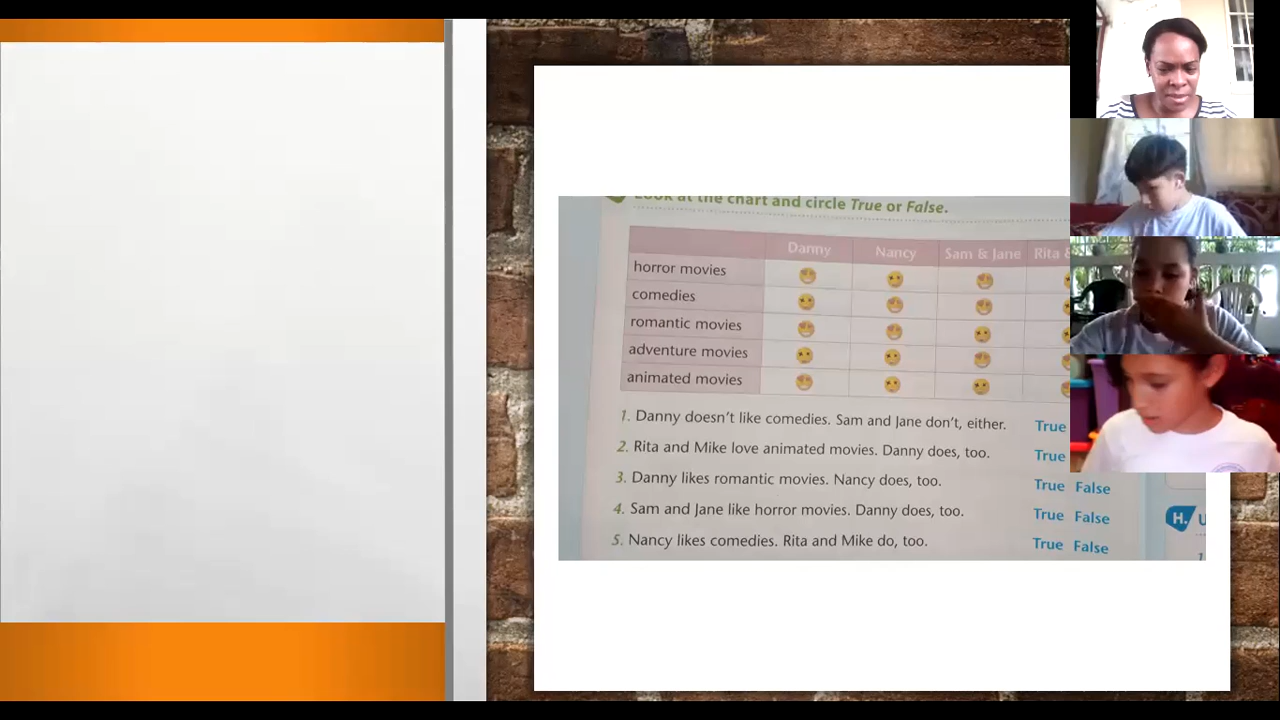 Look at the chart and circle True or False.
Danny Nancy Sam & Jane Rita
horror movies
comedies
romantic movies
adventure movies
animated movies
1. Danny doesn't like comedies. Sam and Jane don't, either. True
2. Rita and Mike love animated movies. Danny does, too. True
3. Danny likes romantic movies. Nancy does, too. True False
4. Sam and Jane like horror movies. Danny does, too. True False
5. Nancy likes comedies. Rita and Mike do, too. True False
H. U